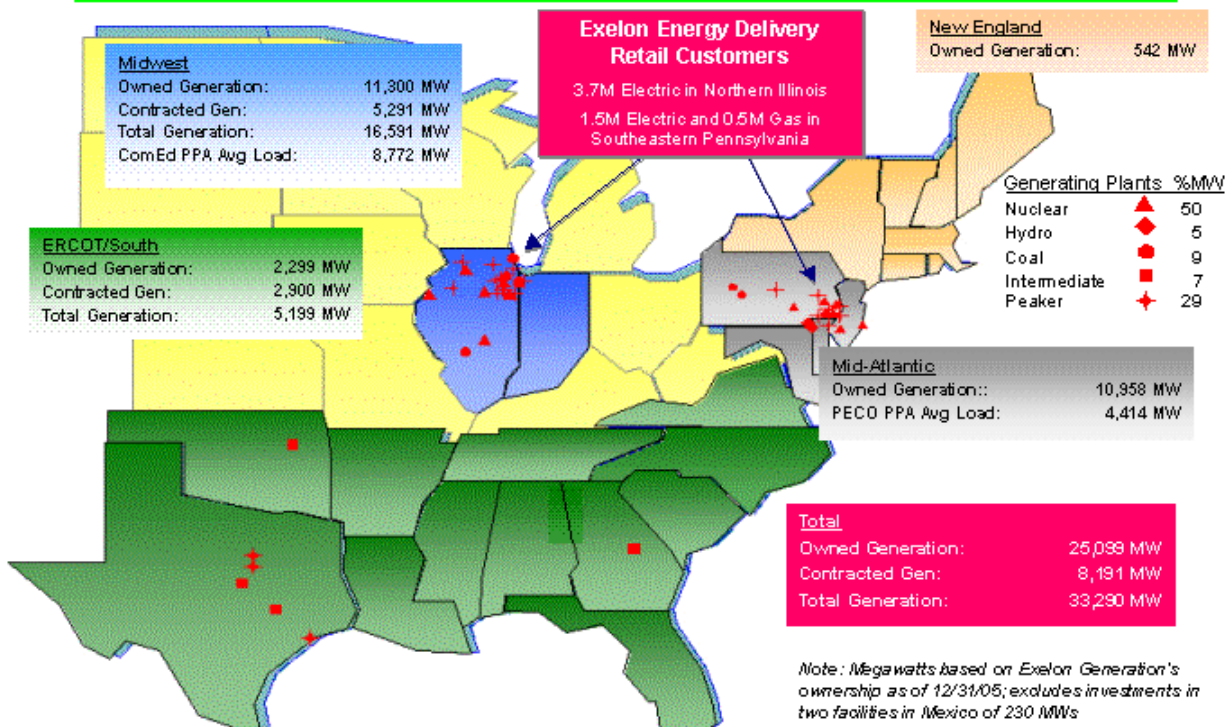 Exelon Energy Delivery
Retail Customers
3.7M Electric in Northern Illinois
1.5M Electric and 0.5M Gas in
Southeastern Pennsylvania
New England
Owned Generation: 542 MW
Midwest
Owned Generation: 11,300 MW
Contracted Gen: 5,291 MW
Total Generation: 16,591 MW
ComEd PPA Avg Load: 8,772 MW
Generating Plants %MW
Nuclear 50
Hydro 5
Coal 9
Intermediate 7
Peaker 29
ERCOT/South
Owned Generation: 2,299 MW
Contracted Gen: 2,900 MW
Total Generation: 5,199 MW
Mid-Atlantic
Owned Generation:: 10,958 MW
PECO PPA Avg Load: 4,414 MW
Total
Owned Generation: 25,099 MW
Contracted Gen: 8,191 MW
Total Generation: 33,290 MW
Note: Megawatts based on Exelon Generation's
ownership as of 12/31/05; excludes investments in
two facilities in Mexico of 230 MWs